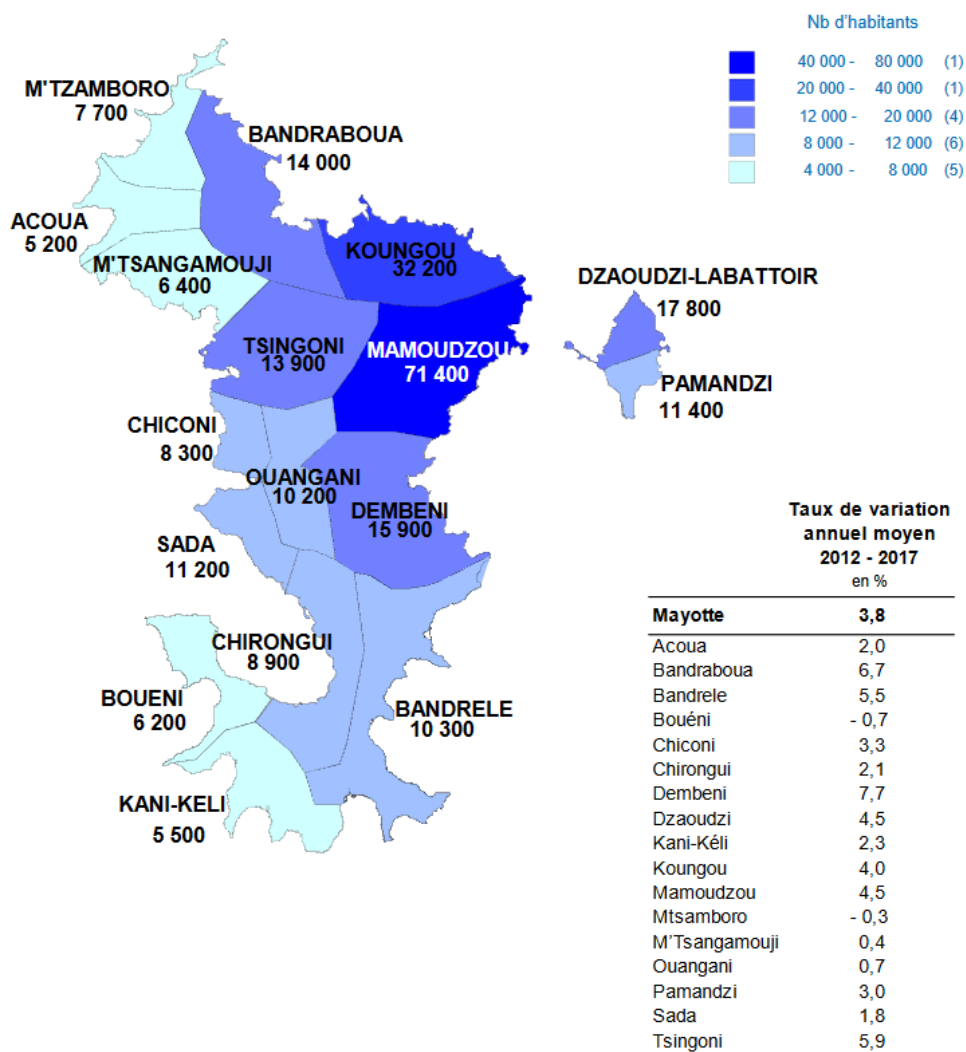 Nb d'habitants
40 000 - 80 000 (1)
20 000 - 40 000 (1)
12 000 - 20 000 (4)
8 000 - 12 000 (6)
4 000 - 8 000 (5)
M'TZAMBORO
7 700
BANDRABOUA
14 000
ACOUA
5 200
M'TSANGAMOUJI
6 400
KOUNGOU
32 200
DZAOUDZI-LABATTOIR
17 800
TSINGONI
13 900
MAMOUDZOU
71 400
PAMANDZI
11 400
CHICONI
8 300
OUANGANI
10 200
DEMBENI
15 900
SADA
11 200
CHIRONGUI
8 900
BOUENI
6 200
BANDRELE
10 300
KANI-KELI
5 500
Taux de variation
annuel moyen
2012 - 2017
en %
Mayotte 3,8
Acoua 2,0
Bandraboua 6,7
Bandrele 5,5
Bouéni - 0,7
Chiconi 3,3
Chirongui 2,1
Dembeni 7,7
Dzaoudzi 4,5
Kani-Kéli 2,3
Koungou 4,0
Mamoudzou 4,5
Mtsamboro - 0,3
M'Tsangamouji 0,4
Ouangani 0,7
Pamandzi 3,0
Sada 1,8
Tsingoni 5,9